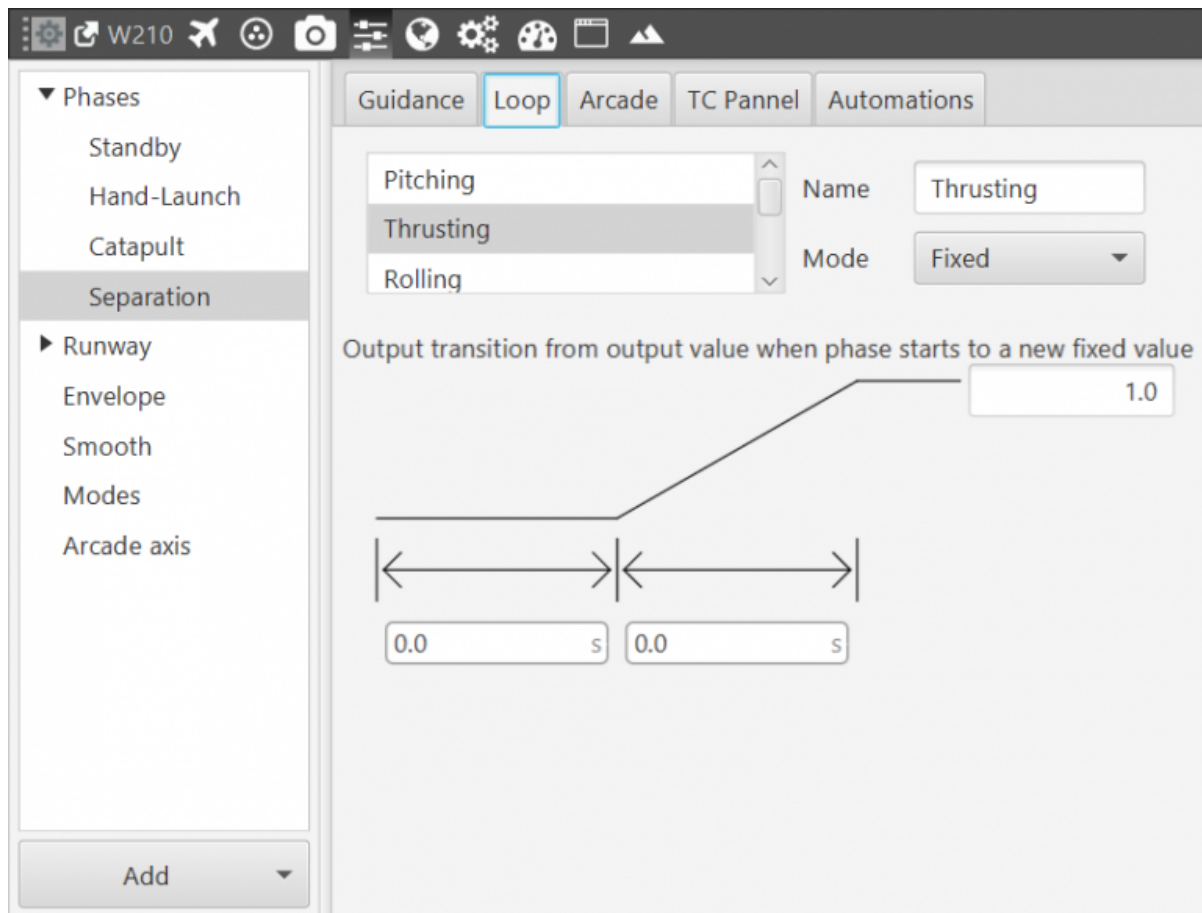 W210
Phases
Standby
Hand-Launch
Catapult
Separation
Runway
Envelope
Smooth
Modes
Arcade axis
Add
Guidance Loop Arcade TC Pannel Automations
Pitching
Thrusting
Rolling
Name Thrusting
Mode Fixed
Output transition from output value when phase starts to a new fixed value
1.0
0.0 s 0.0 s